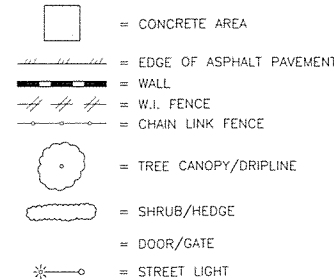 = CONCRETE AREA
= EDGE OF ASPHALT PAVEMENT
= WALL
= W.I. FENCE
= CHAIN LINK FENCE
= TREE CANOPY/DRIPLINE
= SHRUB/HEDGE
= DOOR/GATE
= STREET LIGHT